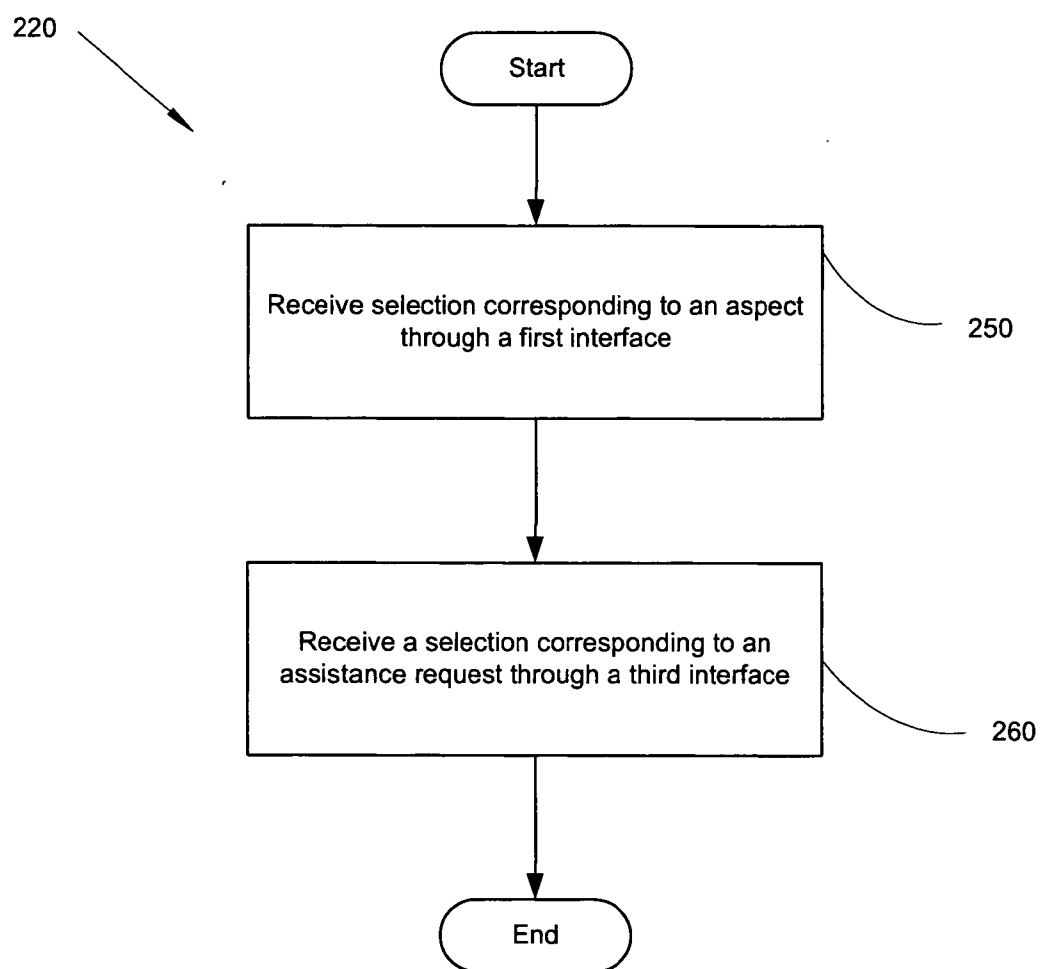 220
Start
Receive selection corresponding to an aspect
through a first interface
250
Receive a selection corresponding to an
assistance request through a third interface
260
End